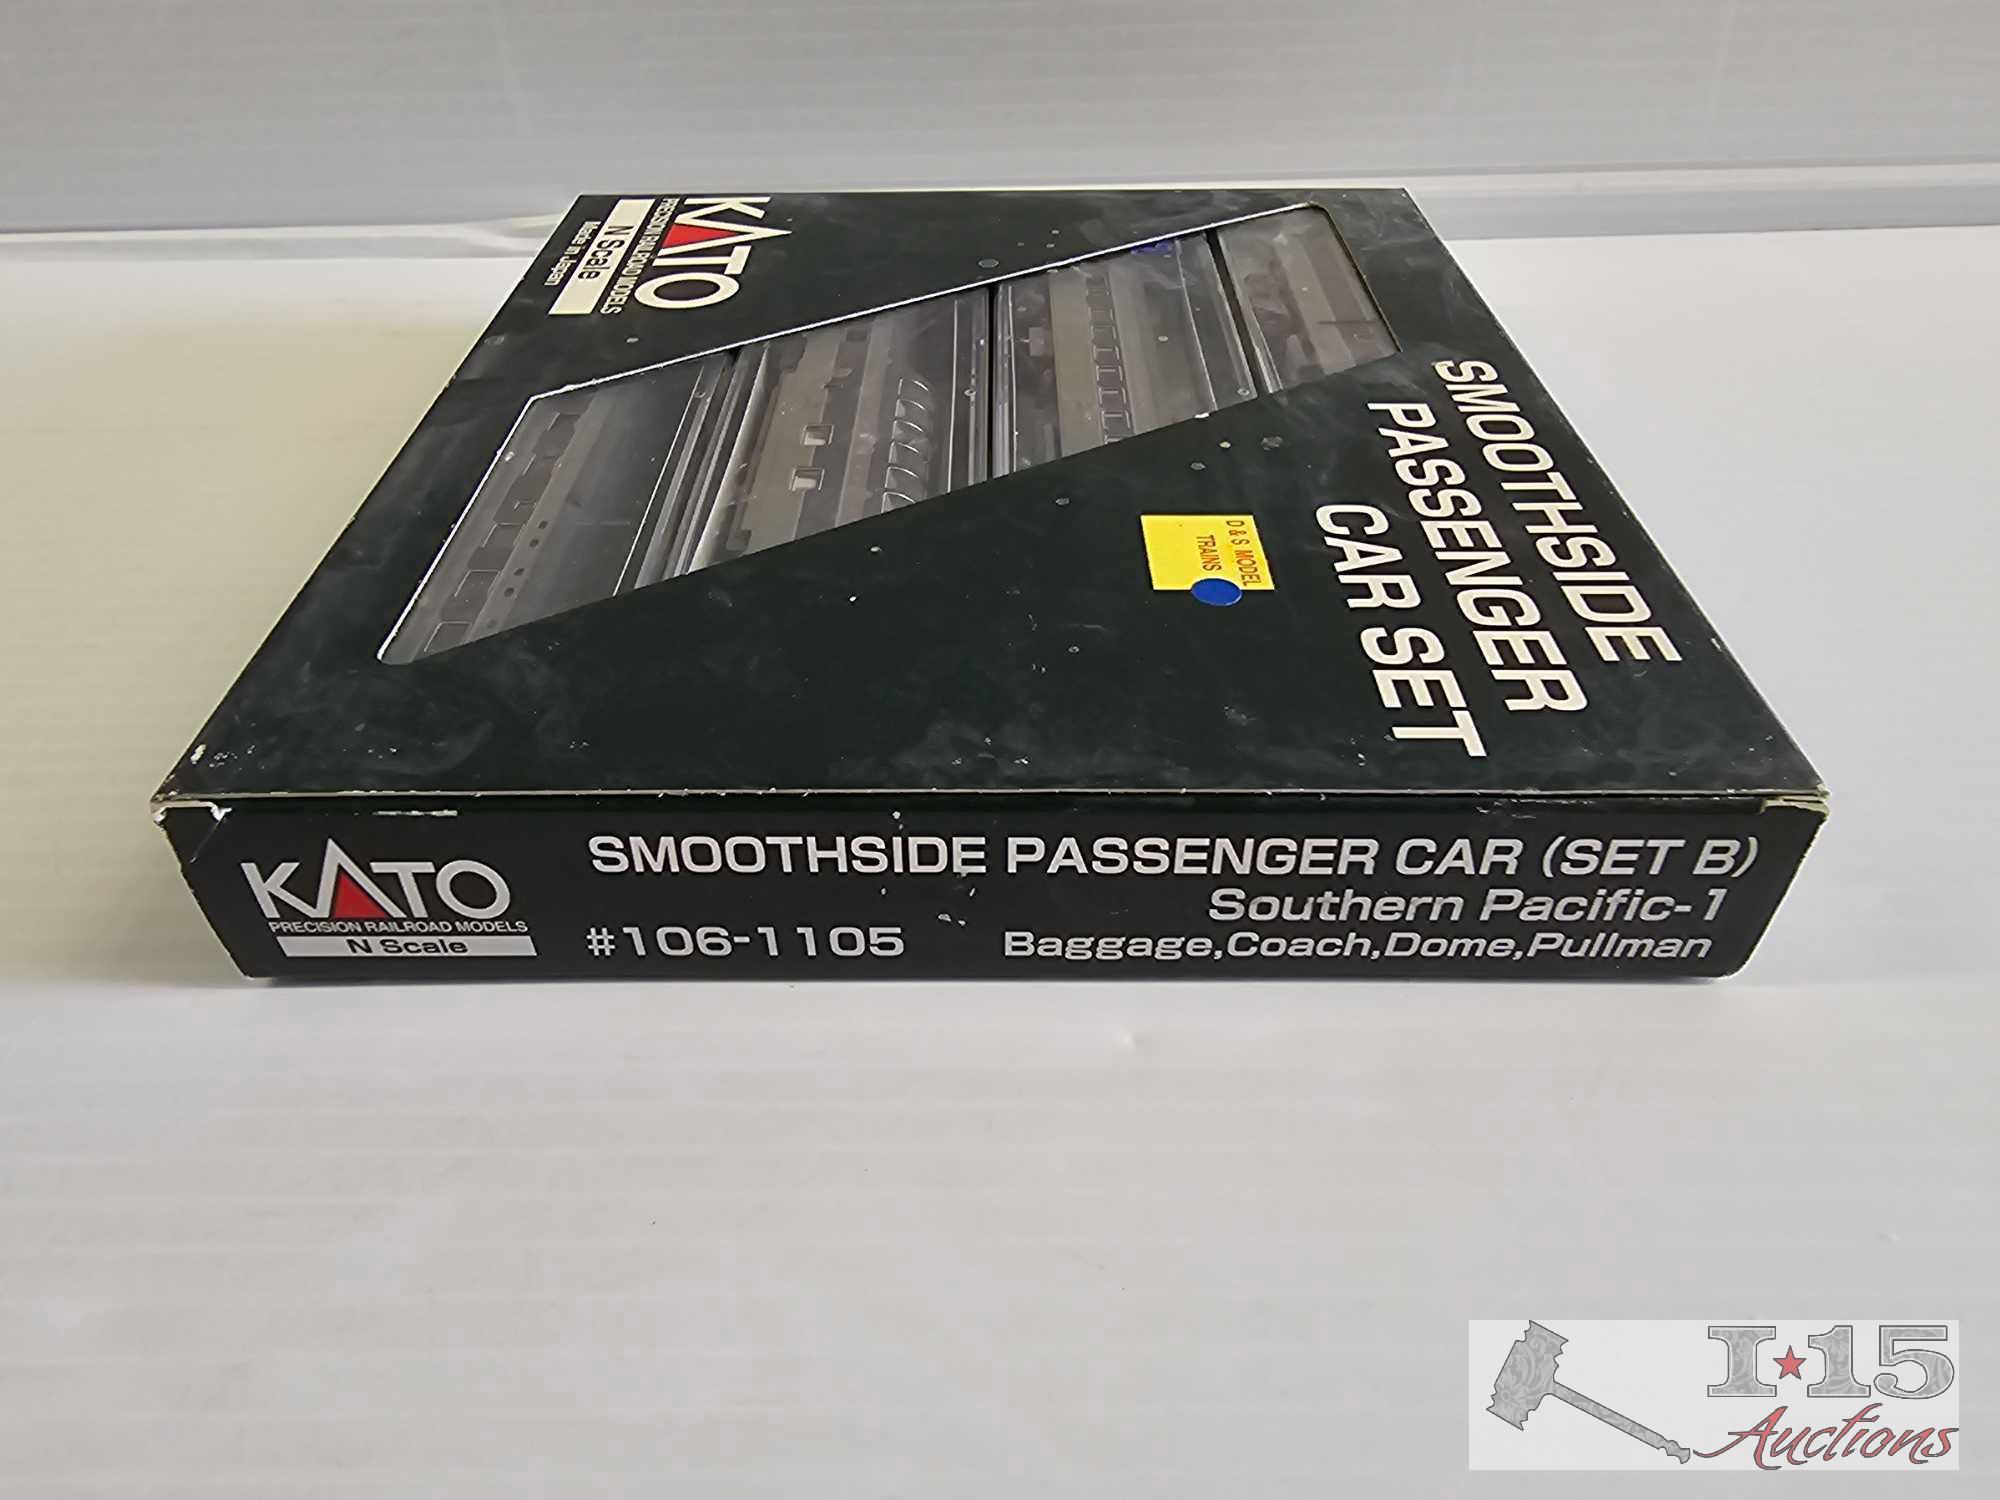 KATO
PRECISION RAILROAD MODELS
N Scale
Made in Japan
SMOOTHSIDE
PASSENGER
CAR SET
D & S MODEL
TRAINS
KATO
PRECISION RAILROAD MODELS
N Scale
SMOOTHSIDE PASSENGER CAR (SET B)
Southern Pacific-1
#106-1105
Baggage,Coach,Dome,Pullman
I★15
Auctions